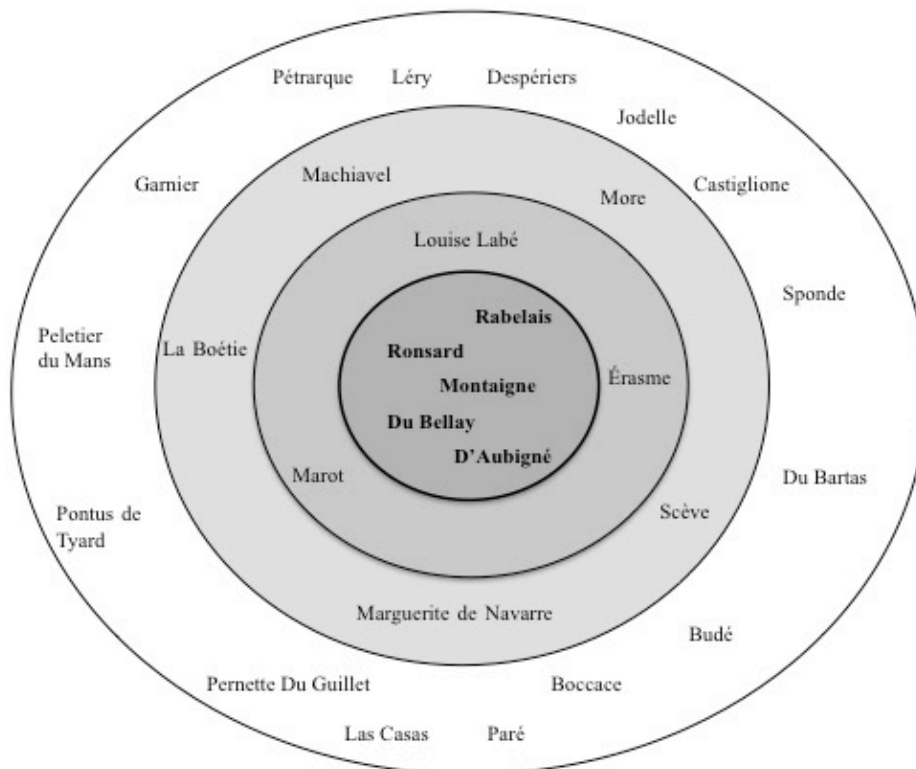 Pétrarque Léry Despériers
Jodelle
Garnier Machiavel More Castiglione
Louise Labé
Sponde
Rabelais
Peletier
du Mans
La Boétie Ronsard
Montaigne Érasme
Du Bellay
D'Aubigné
Marot Du Bartas
Pontus de
Tyard
Scève
Marguerite de Navarre
Budé
Pernette Du Guillet Boccace
Las Casas Paré